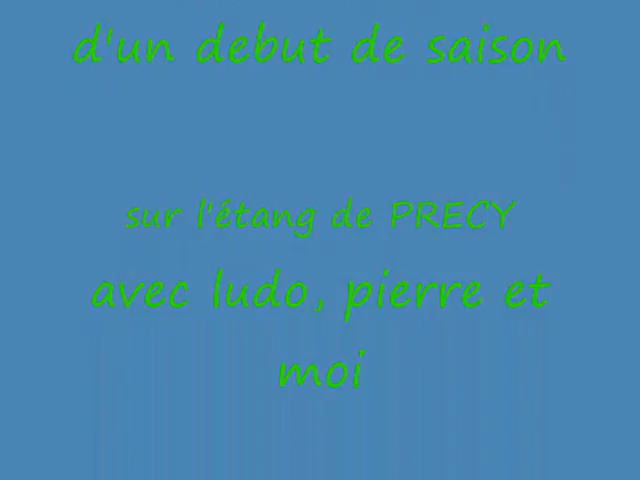 d'un debut de saison
sur l'étang de PRECY
avec ludo, pierre et
moi